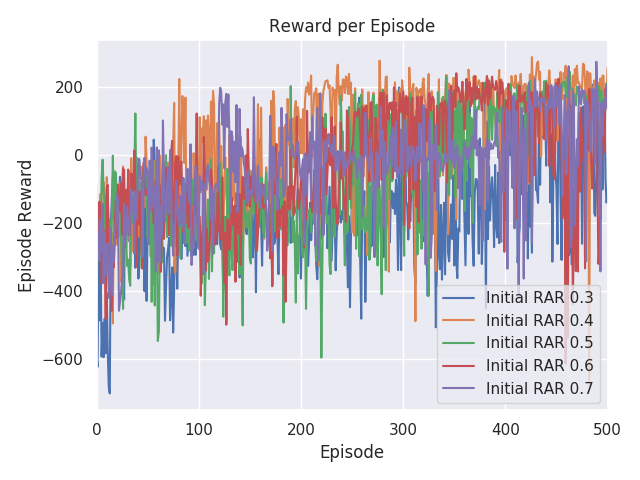 Reward per Episode
Episode Reward
200
0
−200
−400
−600
Initial RAR 0.3
Initial RAR 0.4
Initial RAR 0.5
Initial RAR 0.6
Initial RAR 0.7
0 100 200 300 400 500
Episode